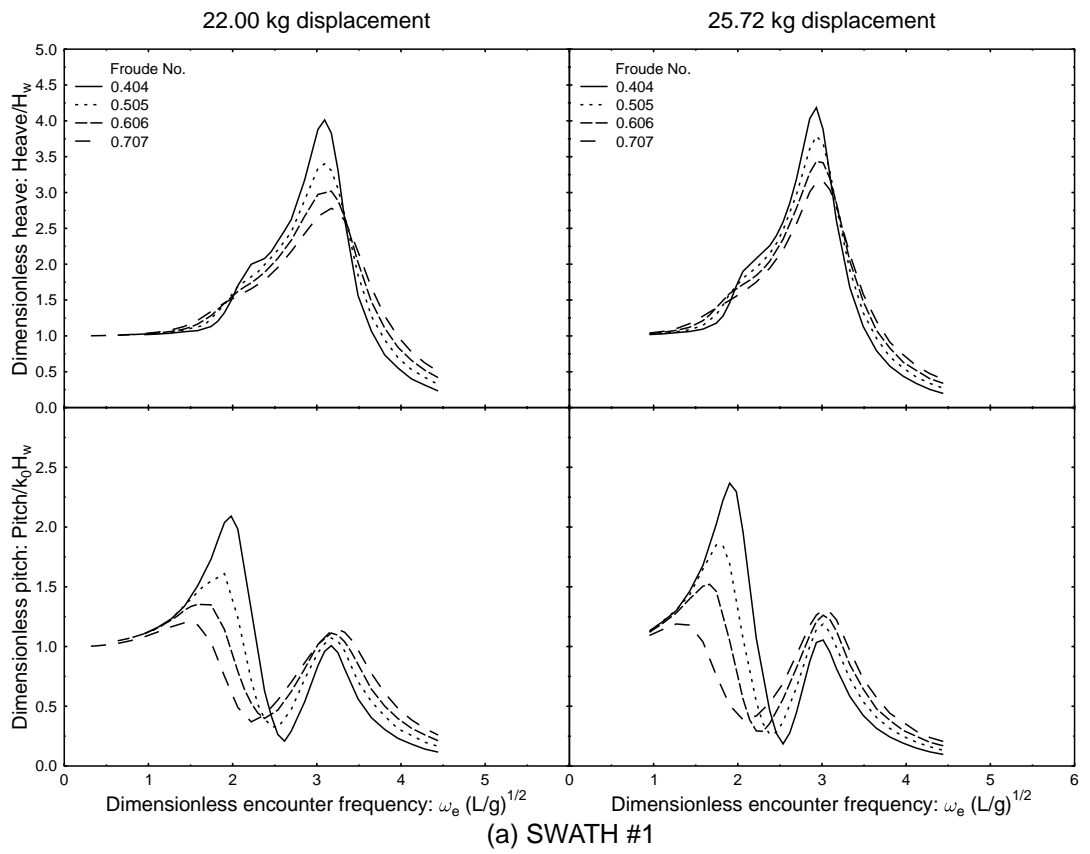 22.00 kg displacement
25.72 kg displacement
Dimensionless heave: Heave/H_w
5.0
4.5
4.0
3.5
3.0
2.5
2.0
1.5
1.0
0.5
0.0
Froude No.
0.404
0.505
0.606
0.707
Froude No.
0.404
0.505
0.606
0.707
Dimensionless pitch: Pitch/k_0H_w
2.5
2.0
1.5
1.0
0.5
0.0
0 1 2 3 4 5
0 1 2 3 4 5 6
Dimensionless encounter frequency: ω_e (L/g)^1/2
Dimensionless encounter frequency: ω_e (L/g)^1/2
(a) SWATH #1